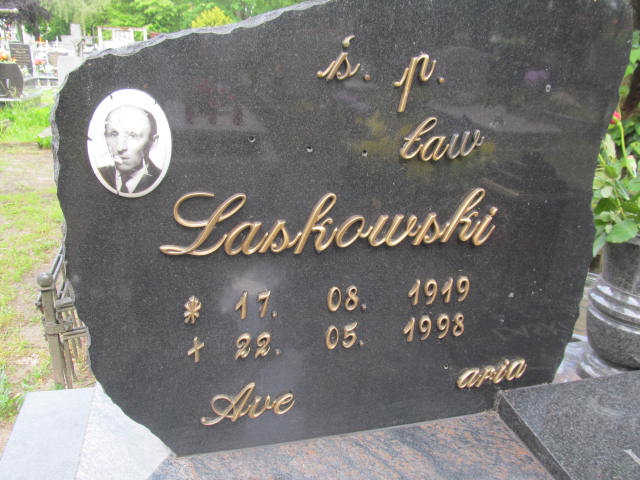 ś. p.
ław
Laskowski
* 17. 08. 1919
+ 22. 05. 1998
Ave aria